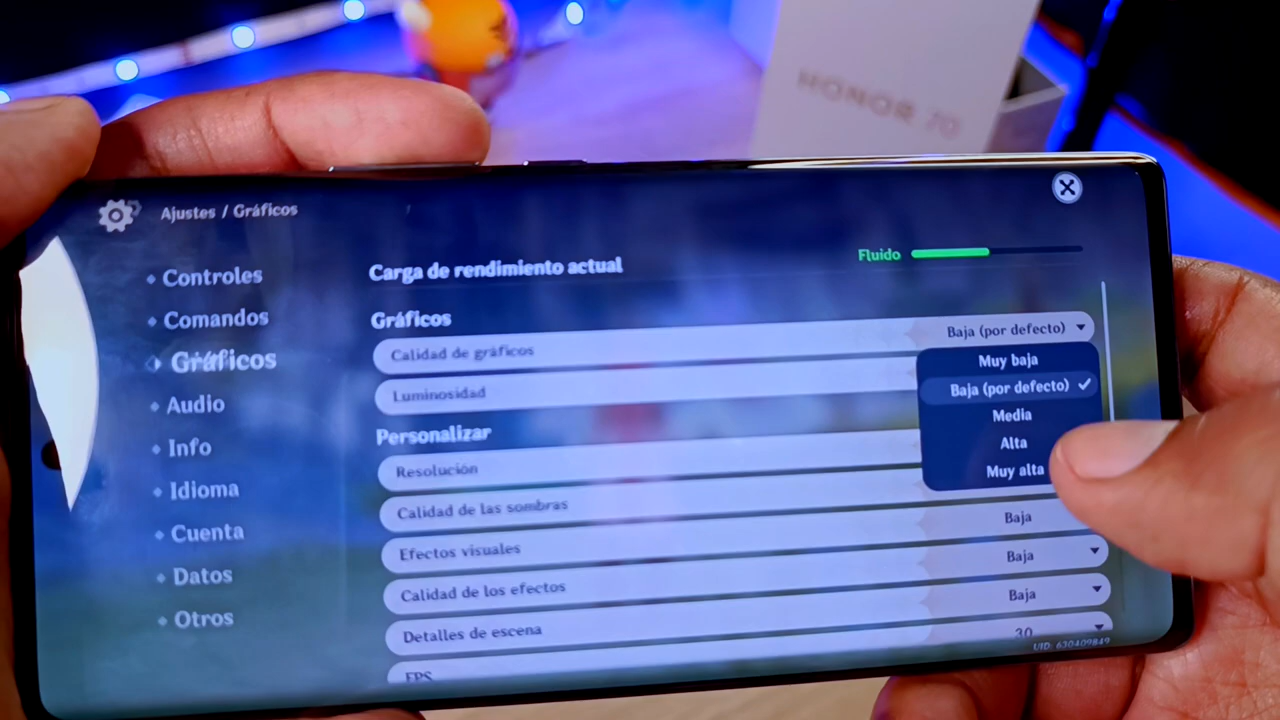 HONOR 70
Ajustes / Gráficos
Controles
Comandos
Gráficos
Audio
Info
Idioma
Cuenta
Datos
Otros
Carga de rendimiento actual
Fluido
Gráficos
Calidad de gráficos
Baja (por defecto)
Muy baja
Baja (por defecto)
Media
Alta
Muy alta
Luminosidad
Personalizar
Resolución
Calidad de las sombras
Baja
Efectos visuales
Baja
Calidad de los efectos
Baja
Detalles de escena
30
FPS
UID: 630409849